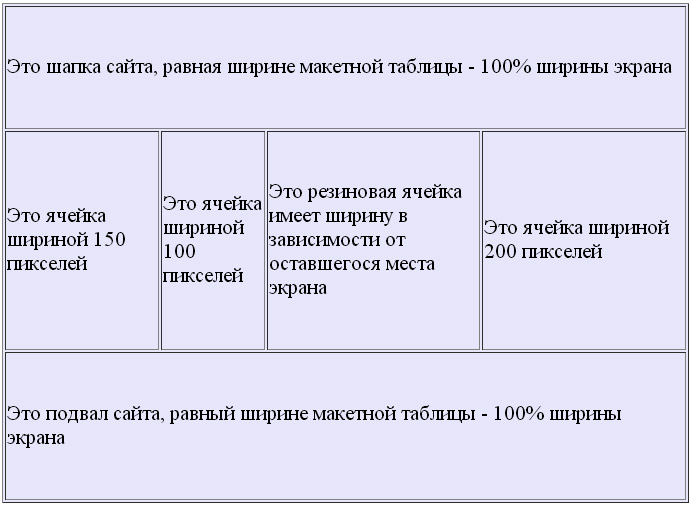 Это шапка сайта, равная ширине макетной таблицы - 100% ширины экрана
Это ячейка
шириной 150
пикселей
Это ячейка
шириной
100
пикселей
Это резиновая ячейка
имеет ширину в
зависимости от
оставшегося места
экрана
Это ячейка шириной
200 пикселей
Это подвал сайта, равный ширине макетной таблицы - 100% ширины
экрана